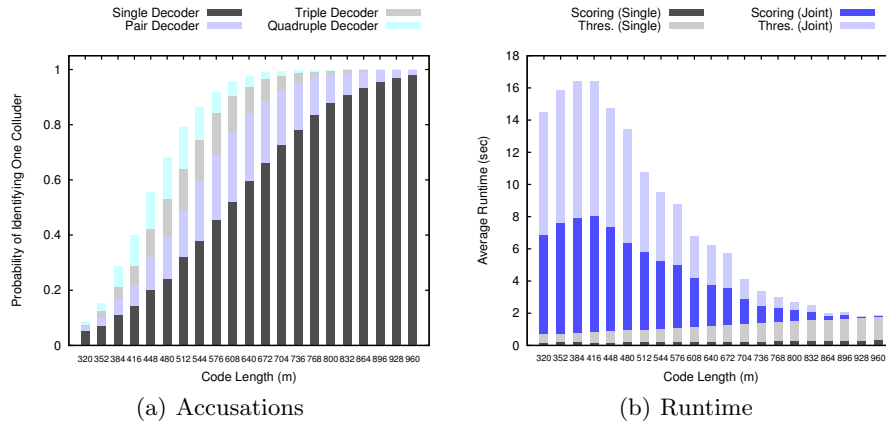 Single Decoder
Triple Decoder
Pair Decoder
Quadruple Decoder
Probability of Identifying One Colluder
1
0.8
0.6
0.4
0.2
0
320 352 384 416 448 480 512 544 576 608 640 672 704 736 768 800 832 864 896 928 960
Code Length (m)
(a) Accusations
Scoring (Single)
Scoring (Joint)
Thres. (Single)
Thres. (Joint)
Average Runtime (sec)
18
16
14
12
10
8
6
4
2
0
320 352 384 416 448 480 512 544 576 608 640 672 704 736 768 800 832 864 896 928 960
Code Length (m)
(b) Runtime